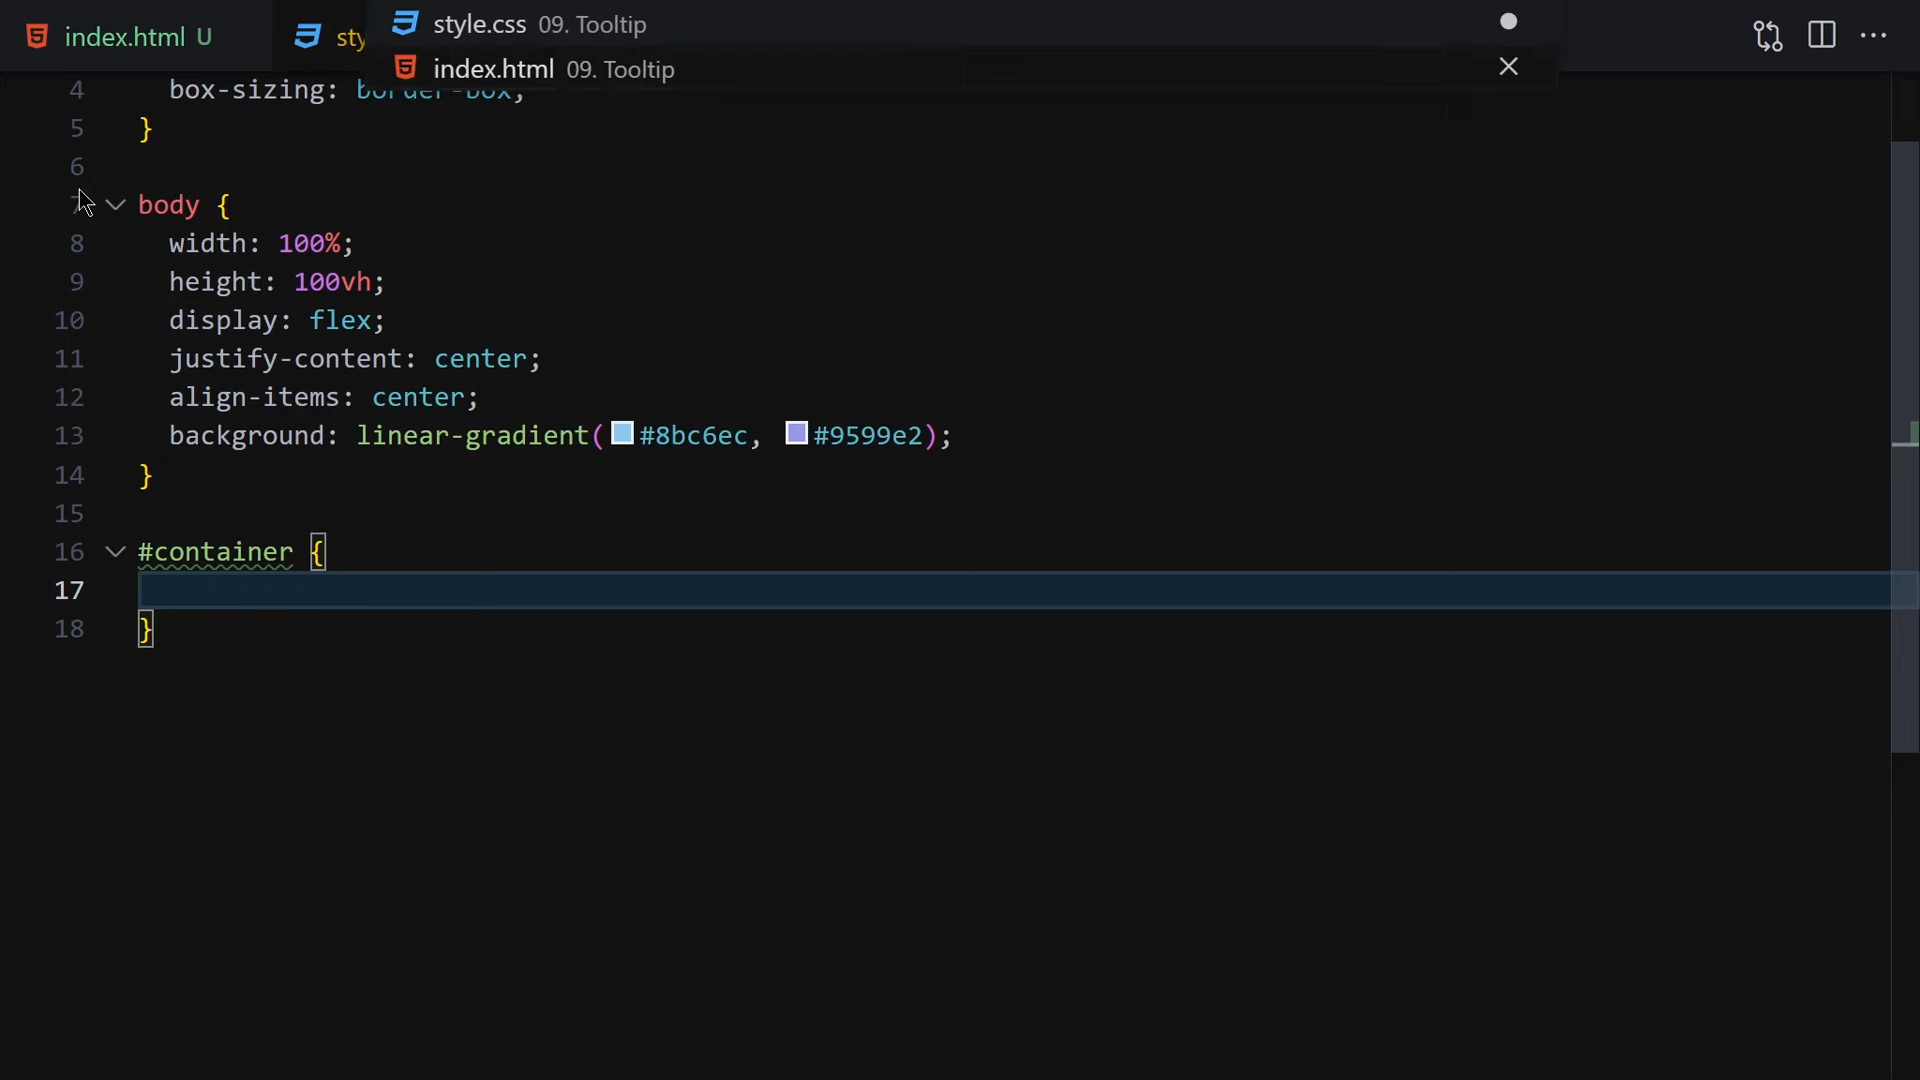 index.html U
sty
style.css 09. Tooltip
index.html 09. Tooltip
4 box-sizing: border-box;
5 }
6
7 body {
8 width: 100%;
9 height: 100vh;
10 display: flex;
11 justify-content: center;
12 align-items: center;
13 background: linear-gradient(#8bc6ec, #9599e2);
14 }
15
16 #container {
17
18 }